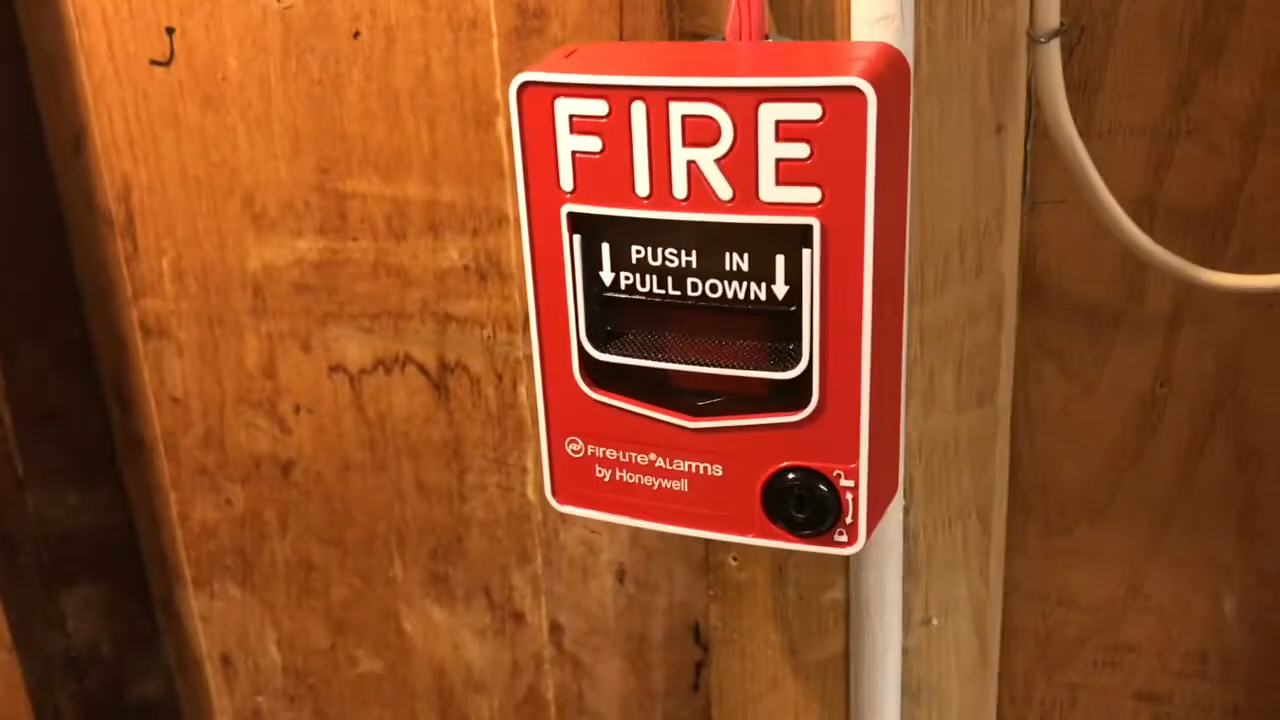 FIRE
PUSH IN
PULL DOWN
FIRE-LITE® ALARMS
by Honeywell